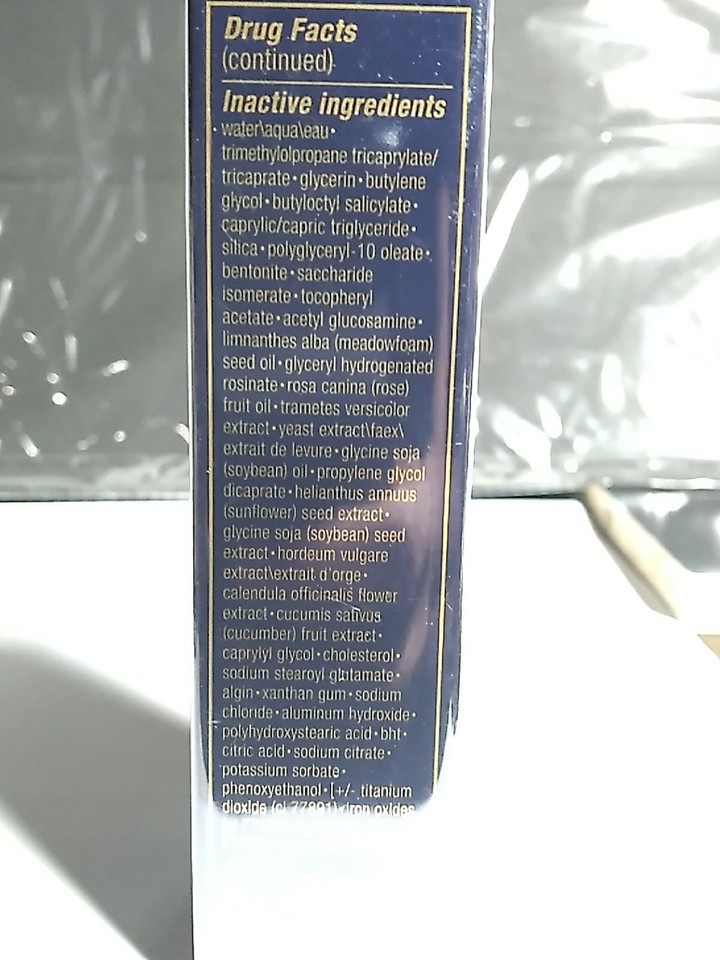 Drug Facts
(continued)
Inactive ingredients
water\aqua\eau•
trimethylolpropane tricaprylate/
tricaprate•glycerin•butylene
glycol•butyloctyl salicylate•
caprylic/capric triglyceride•
silica•polyglyceryl-10 oleate•
bentonite•saccharide
isomerate•tocopheryl
acetate•acetyl glucosamine•
limnanthes alba (meadowfoam)
seed oil•glyceryl hydrogenated
rosinate•rosa canina (rose)
fruit oil•trametes versicolor
extract•yeast extract\faex\
extrait de levure•glycine soja
(soybean) oil•propylene glycol
dicaprate•helianthus annuus
(sunflower) seed extract•
glycine soja (soybean) seed
extract•hordeum vulgare
extract\extrait d'orge•
calendula officinalis flower
extract•cucumis sativus
(cucumber) fruit extract•
caprylyl glycol•cholesterol•
sodium stearoyl glutamate•
algin•xanthan gum•sodium
chloride•aluminum hydroxide•
polyhydroxystearic acid•bht•
citric acid•sodium citrate•
potassium sorbate•
phenoxyethanol•[+/- titanium
dioxide (ci 77891)•iron oxides